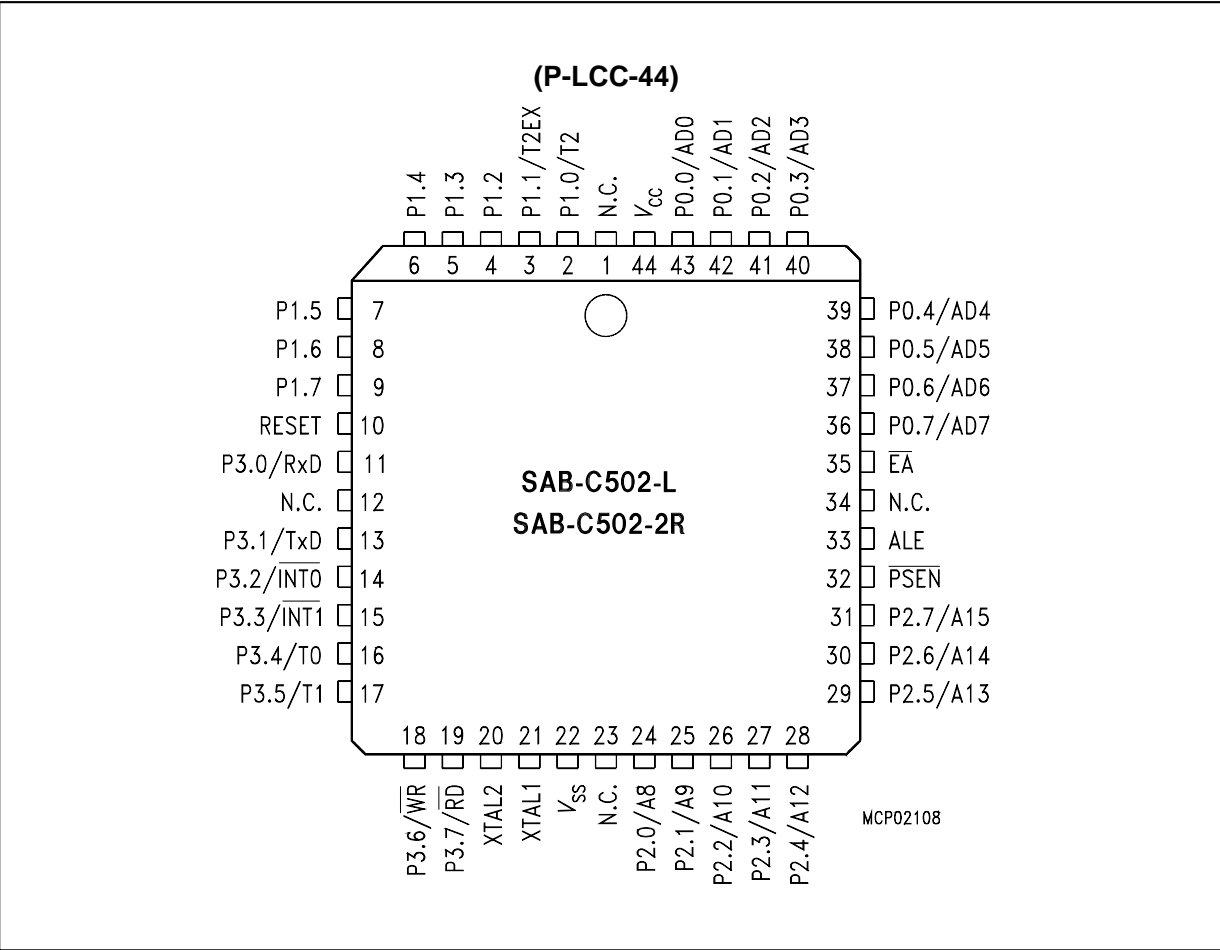 (P-LCC-44)
P1.4 P1.3 P1.2 P1.1/T2EX P1.0/T2 N.C. VCC P0.0/AD0 P0.1/AD1 P0.2/AD2 P0.3/AD3
6 5 4 3 2 1 44 43 42 41 40
P1.5 7 39 P0.4/AD4
P1.6 8 38 P0.5/AD5
P1.7 9 37 P0.6/AD6
RESET 10 36 P0.7/AD7
P3.0/RxD 11 35 E̅A̅
N.C. 12 34 N.C.
SAB-C502-L
SAB-C502-2R
P3.1/TxD 13 33 ALE
P3.2/I̅N̅T̅0̅ 14 32 P̅S̅E̅N̅
P3.3/I̅N̅T̅1̅ 15 31 P2.7/A15
P3.4/T0 16 30 P2.6/A14
P3.5/T1 17 29 P2.5/A13
18 19 20 21 22 23 24 25 26 27 28
P3.6/W̅R̅ P3.7/R̅D̅ XTAL2 XTAL1 VSS N.C. P2.0/A8 P2.1/A9 P2.2/A10 P2.3/A11 P2.4/A12
MCP02108